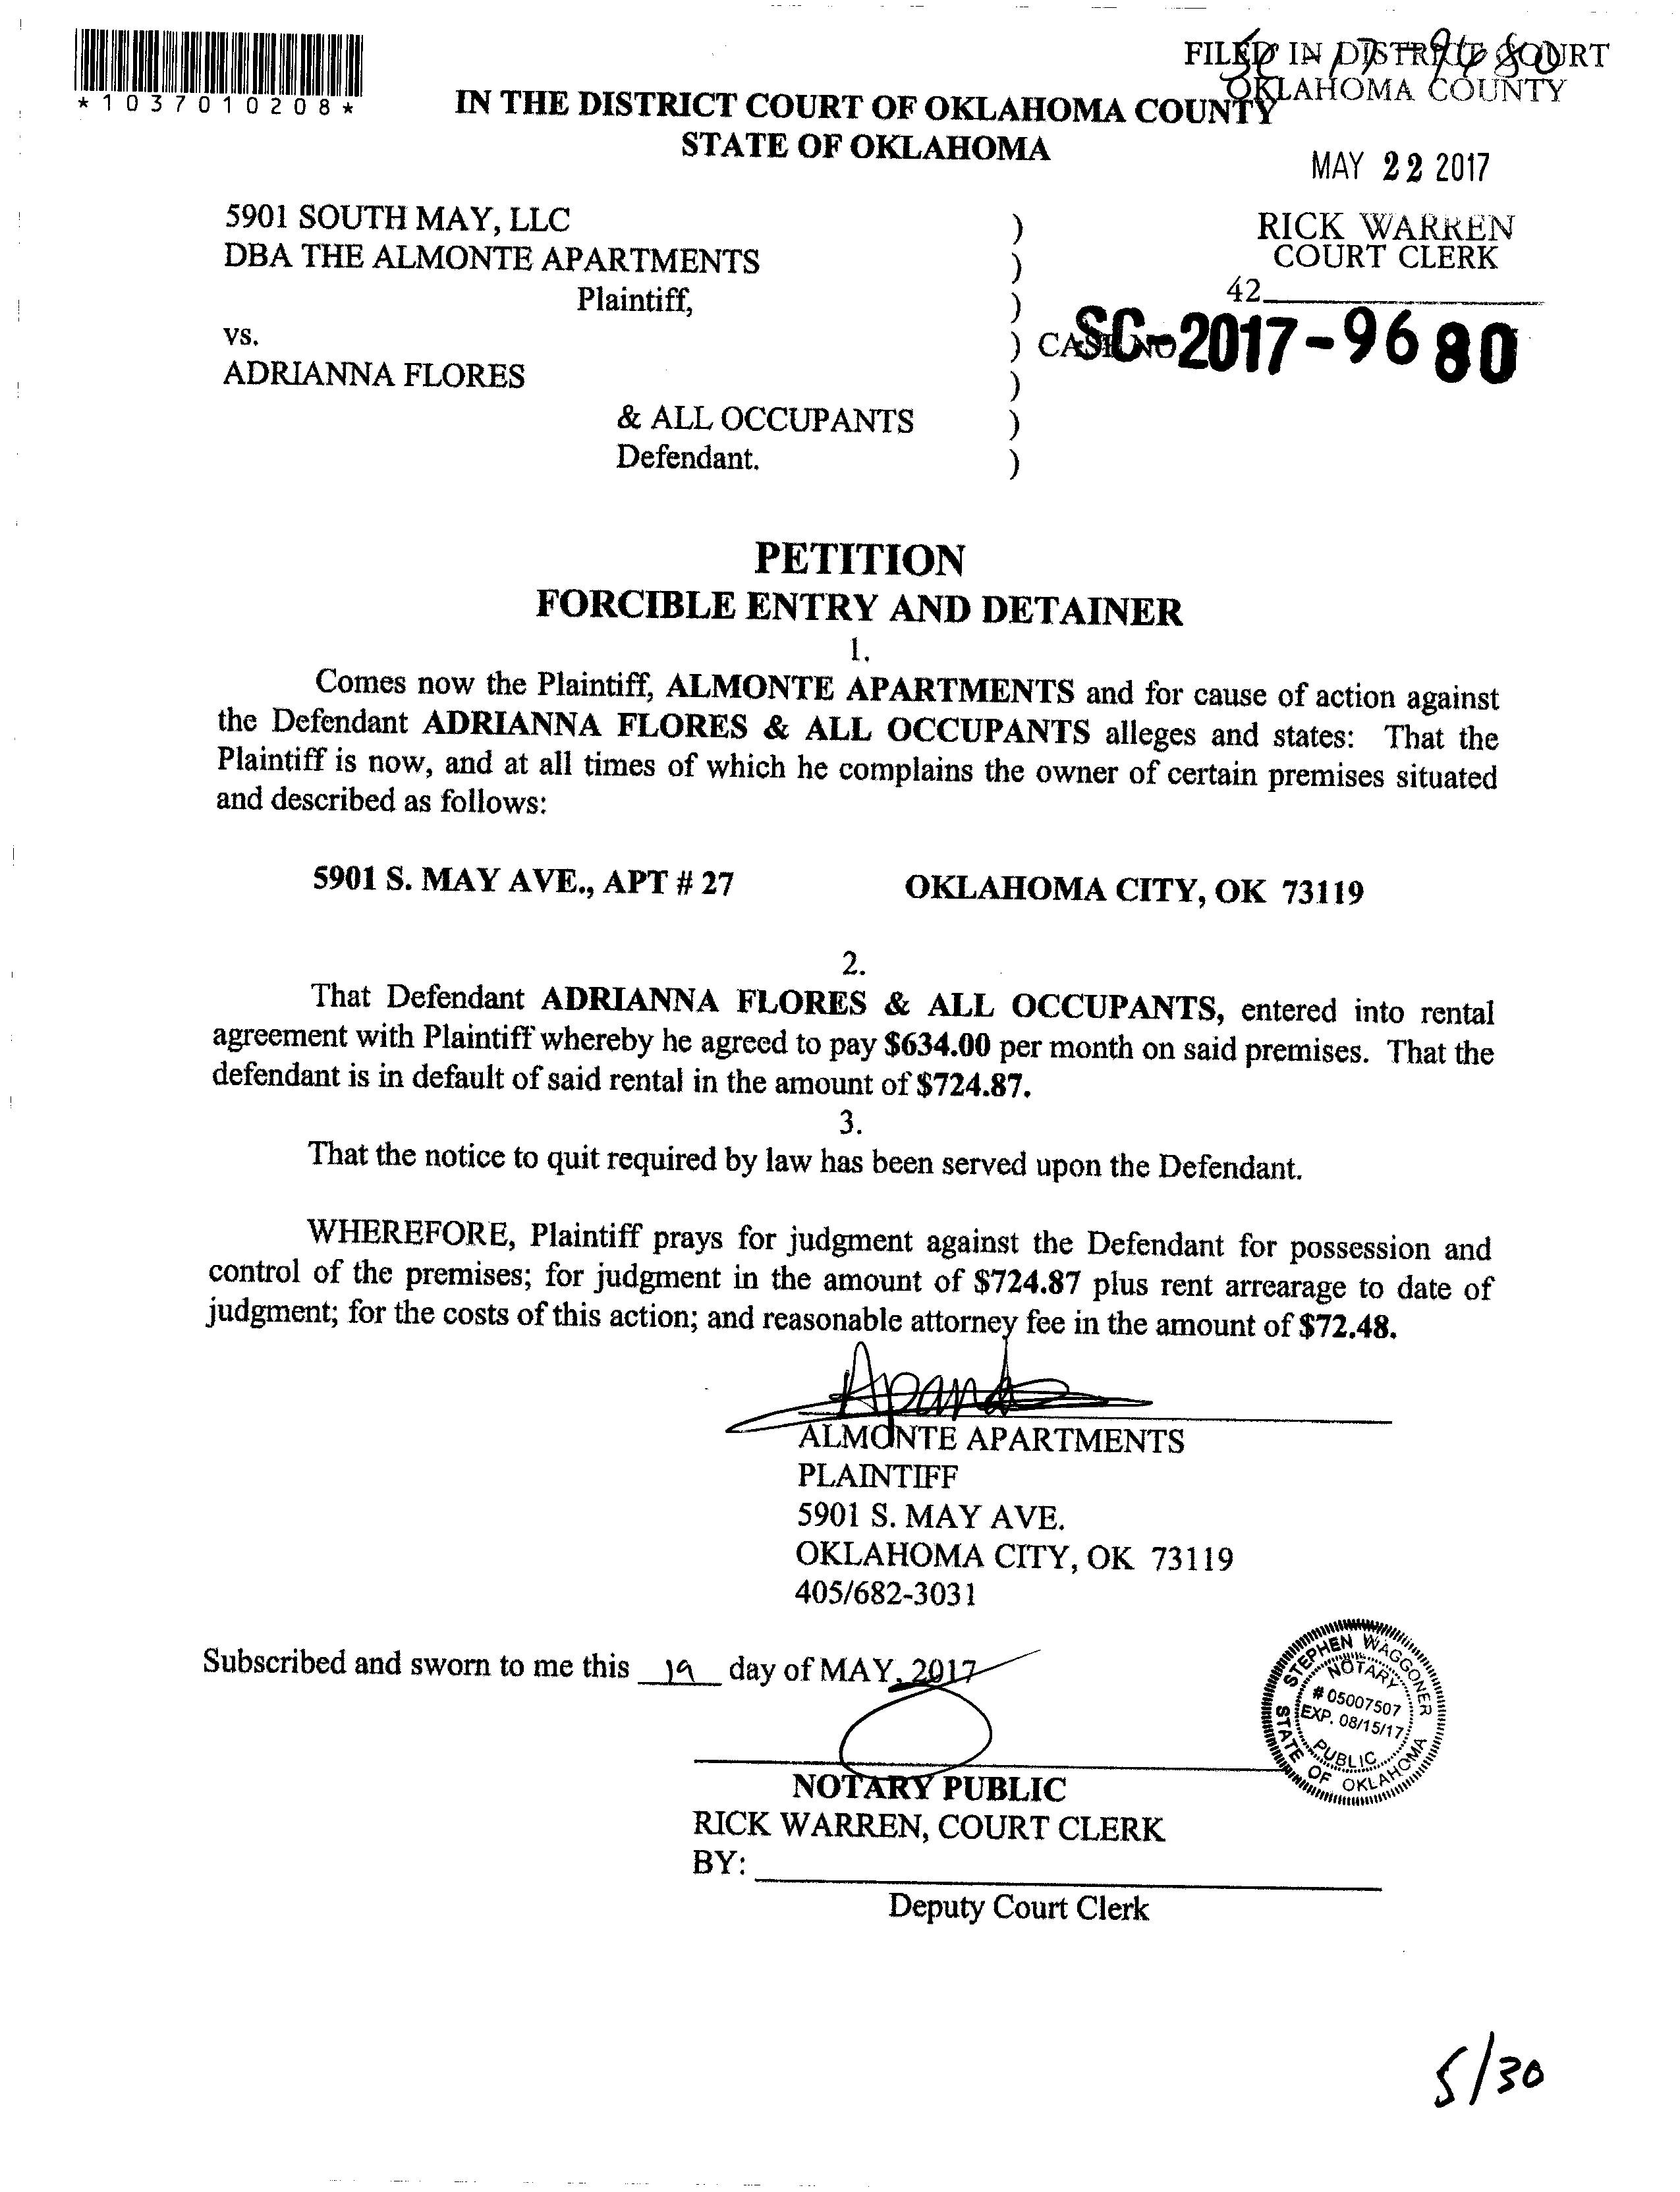 *1037010208*
SC-17-9680
FILED IN DISTRICT COURT
OKLAHOMA COUNTY
IN THE DISTRICT COURT OF OKLAHOMA COUNTY
STATE OF OKLAHOMA
MAY 22 2017
RICK WARREN
COURT CLERK
42
5901 SOUTH MAY, LLC )
DBA THE ALMONTE APARTMENTS )
Plaintiff, )
vs. ) CASE NO SC-2017-9680
ADRIANNA FLORES )
& ALL OCCUPANTS )
Defendant. )
PETITION
FORCIBLE ENTRY AND DETAINER
1.
Comes now the Plaintiff, ALMONTE APARTMENTS and for cause of action against
the Defendant ADRIANNA FLORES & ALL OCCUPANTS alleges and states: That the
Plaintiff is now, and at all times of which he complains the owner of certain premises situated
and described as follows:
5901 S. MAY AVE., APT # 27 OKLAHOMA CITY, OK 73119
2.
That Defendant ADRIANNA FLORES & ALL OCCUPANTS, entered into rental
agreement with Plaintiff whereby he agreed to pay $634.00 per month on said premises. That the
defendant is in default of said rental in the amount of $724.87.
3.
That the notice to quit required by law has been served upon the Defendant.
WHEREFORE, Plaintiff prays for judgment against the Defendant for possession and
control of the premises; for judgment in the amount of $724.87 plus rent arrearage to date of
judgment; for the costs of this action; and reasonable attorney fee in the amount of $72.48.
ALMONTE APARTMENTS
PLAINTIFF
5901 S. MAY AVE.
OKLAHOMA CITY, OK 73119
405/682-3031
Subscribed and sworn to me this 19 day of MAY, 2017
STEPHEN WAGGONER
NOTARY
# 05007507
EXP. 08/15/17
PUBLIC
STATE OF OKLAHOMA
NOTARY PUBLIC
RICK WARREN, COURT CLERK
BY:
Deputy Court Clerk
5/30